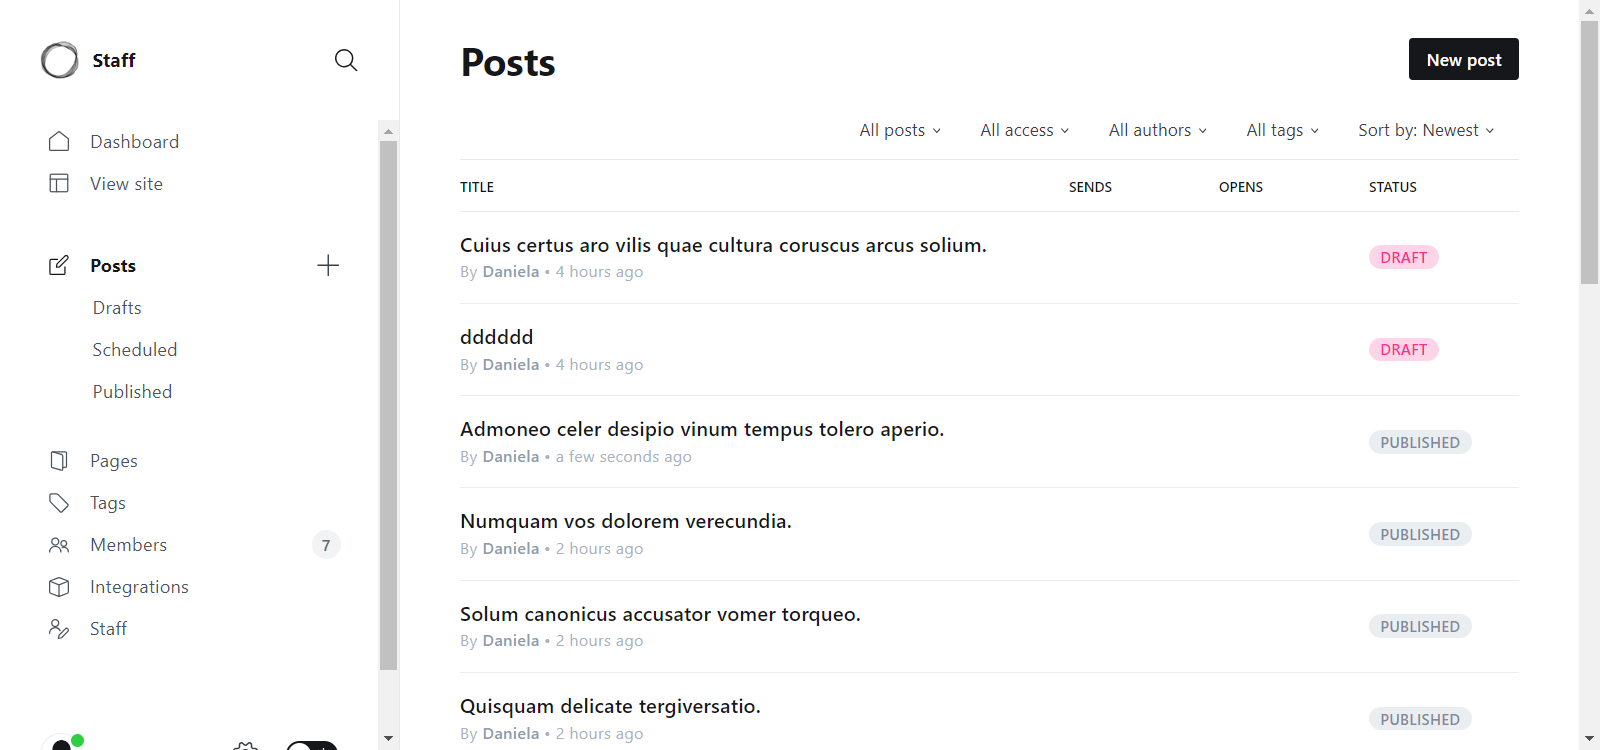 Staff
Dashboard
View site
Posts
Drafts
Scheduled
Published
Pages
Tags
Members 7
Integrations
Staff
Posts
New post
All posts All access All authors All tags Sort by: Newest
TITLE SENDS OPENS STATUS
Cuius certus aro vilis quae cultura coruscus arcus solium.
By Daniela • 4 hours ago
DRAFT
dddddd
By Daniela • 4 hours ago
DRAFT
Admoneo celer desipio vinum tempus tolero aperio.
By Daniela • a few seconds ago
PUBLISHED
Numquam vos dolorem verecundia.
By Daniela • 2 hours ago
PUBLISHED
Solum canonicus accusator vomer torqueo.
By Daniela • 2 hours ago
PUBLISHED
Quisquam delicate tergiversatio.
By Daniela • 2 hours ago
PUBLISHED